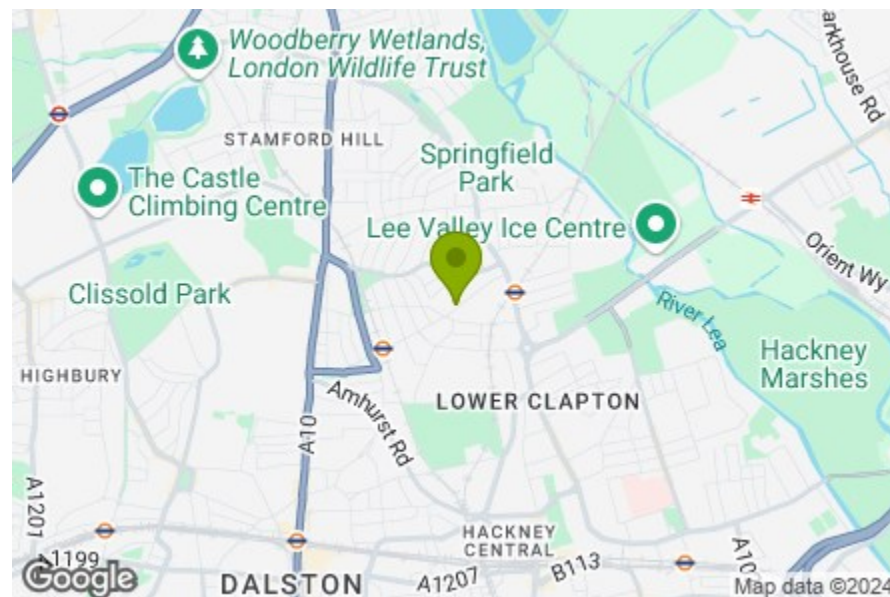 Woodberry Wetlands,
London Wildlife Trust
arkhouse Rd
STAMFORD HILL
Springfield
Park
The Castle
Climbing Centre
Lee Valley Ice Centre
Orient Wy
Clissold Park
River Lea
Hackney
Marshes
HIGHBURY
LOWER CLAPTON
Amhurst Rd
A10
A1201
HACKNEY
CENTRAL
A1199
B113
A10
DALSTON
A1207
Google
Map data ©2024